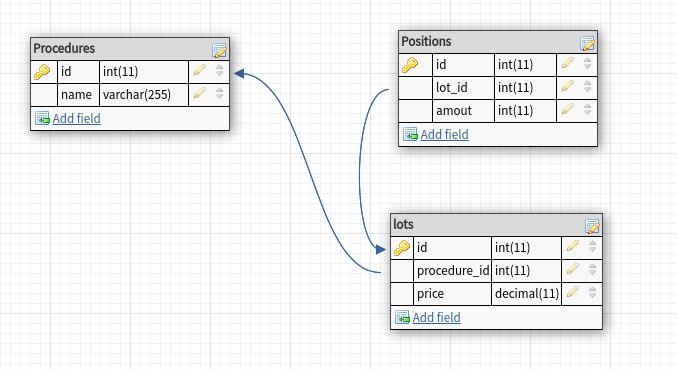 Procedures
id int(11)
name varchar(255)
Add field
Positions
id int(11)
lot_id int(11)
amout int(11)
Add field
lots
id int(11)
procedure_id int(11)
price decimal(11)
Add field